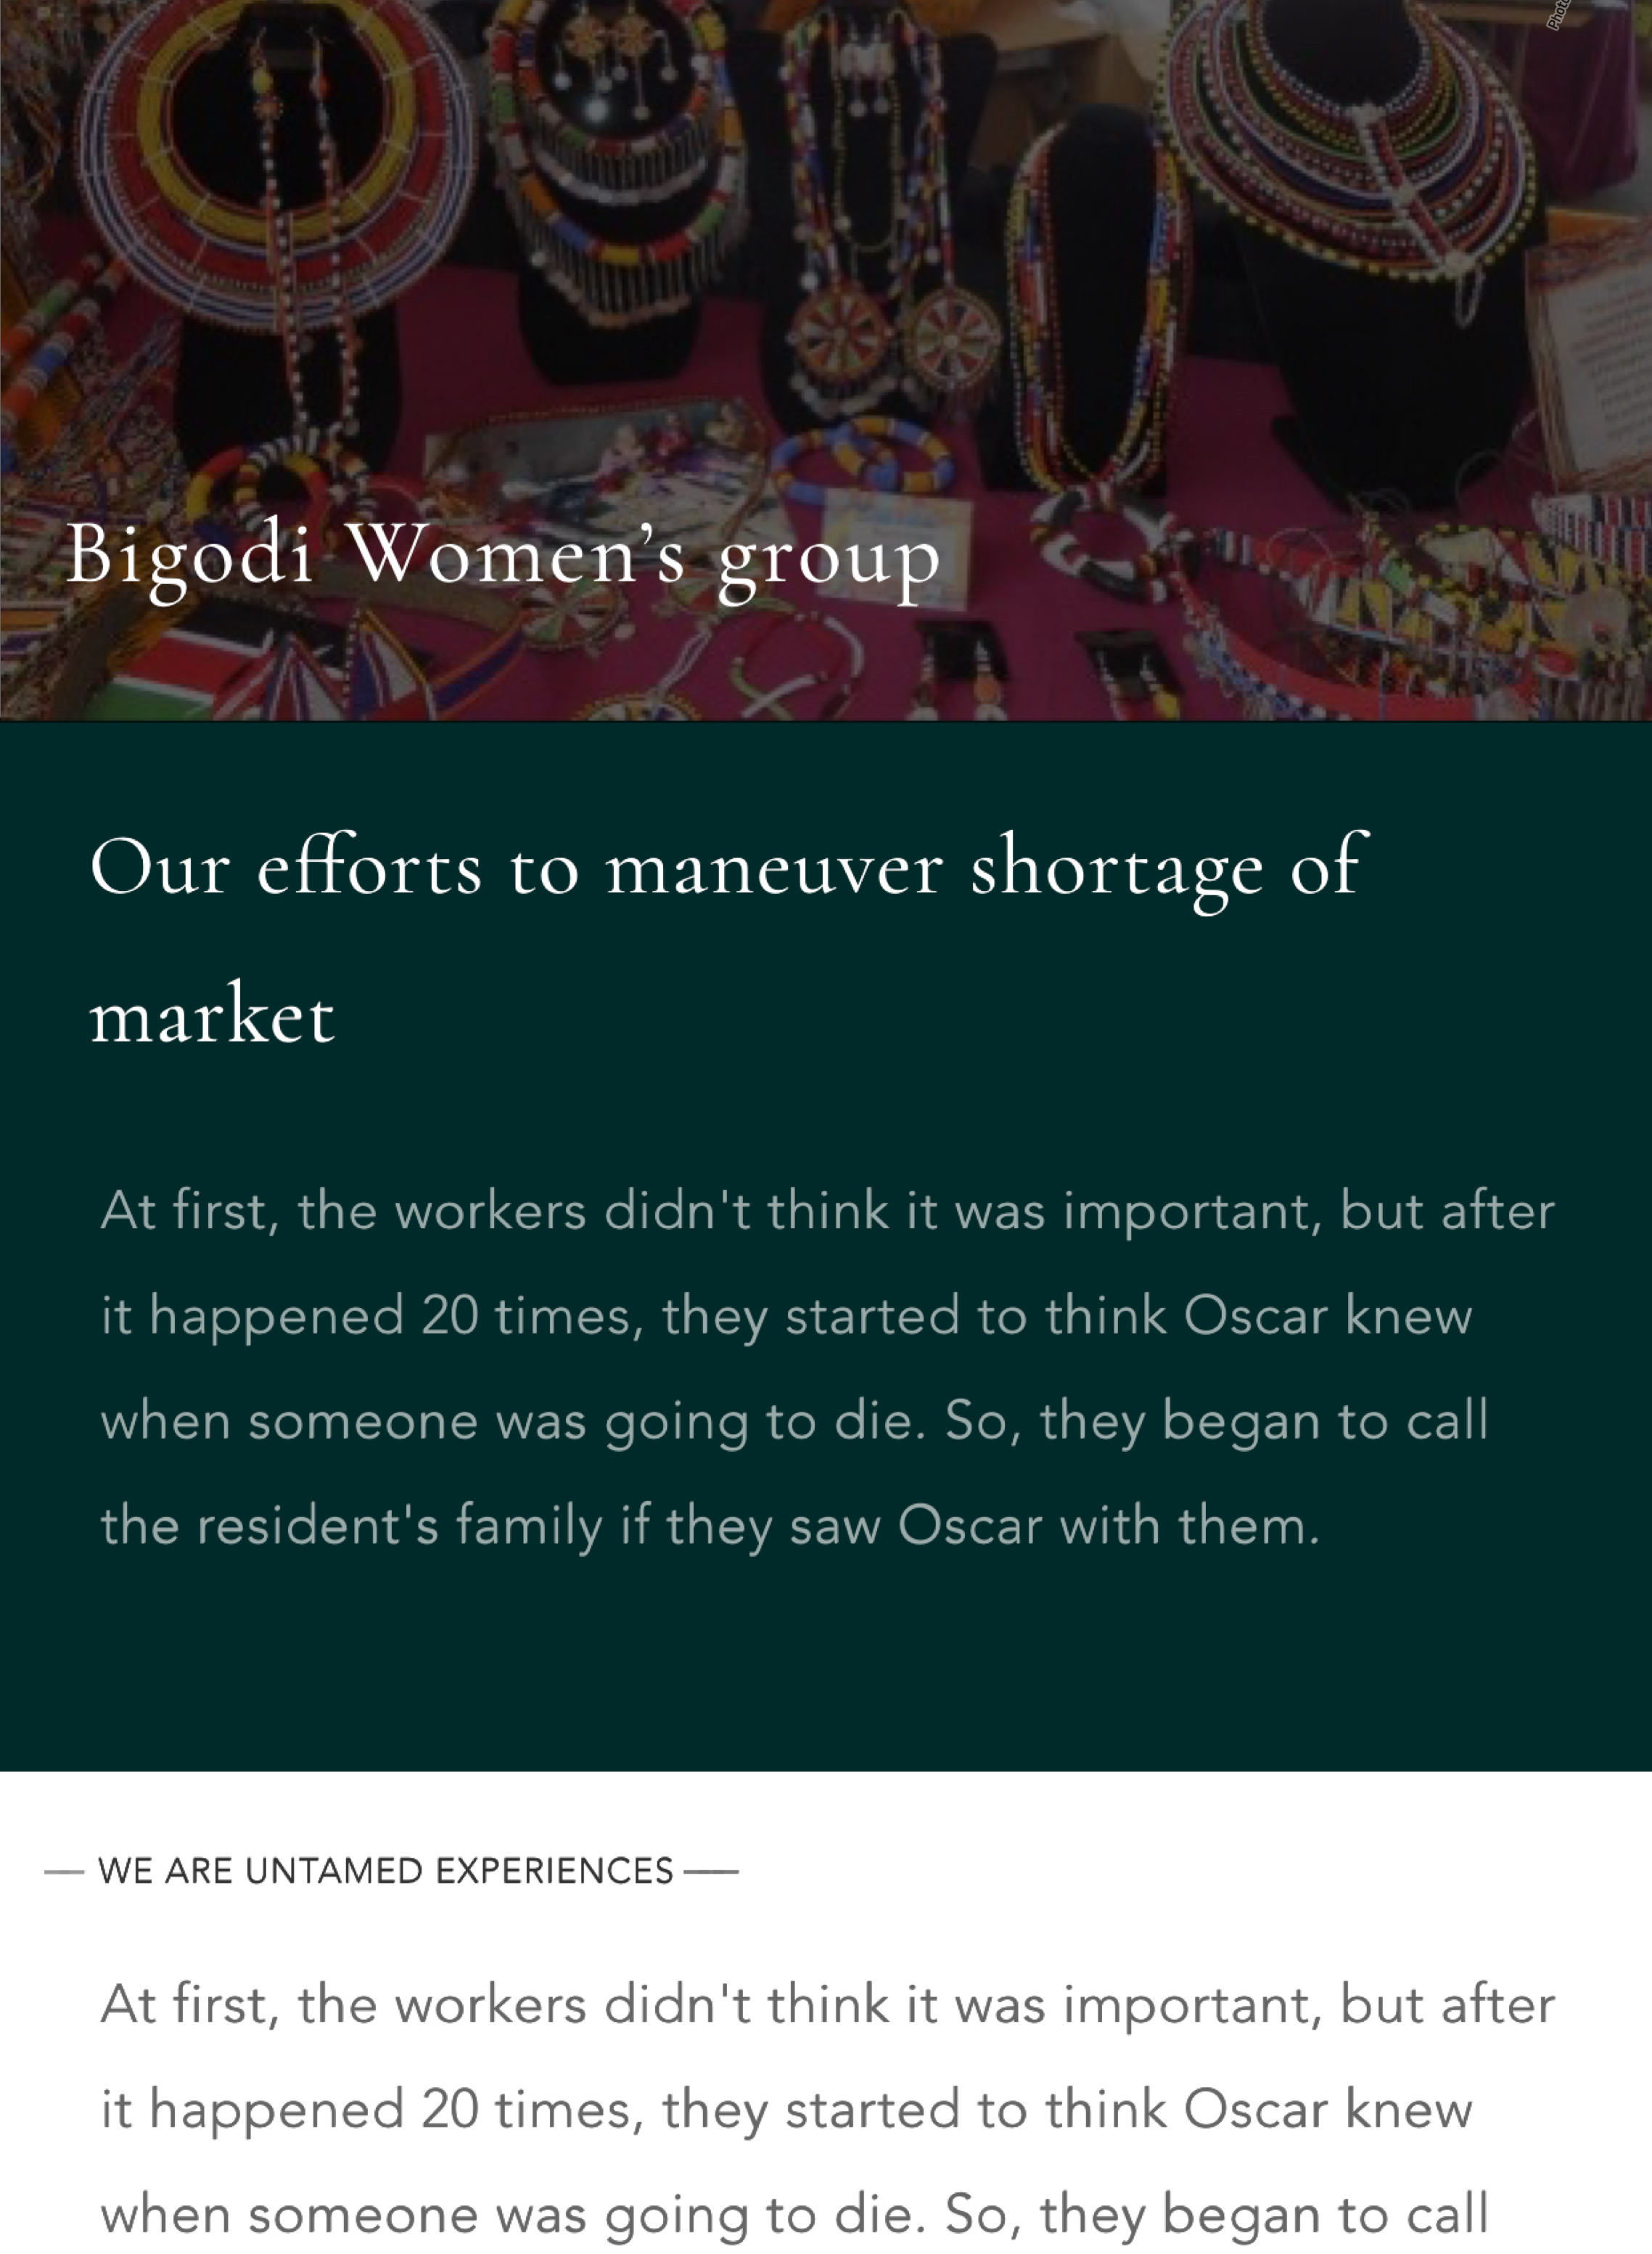 Photo
Bigodi Women’s group
Our efforts to maneuver shortage of
market
At first, the workers didn't think it was important, but after
it happened 20 times, they started to think Oscar knew
when someone was going to die. So, they began to call
the resident's family if they saw Oscar with them.
WE ARE UNTAMED EXPERIENCES
At first, the workers didn't think it was important, but after
it happened 20 times, they started to think Oscar knew
when someone was going to die. So, they began to call